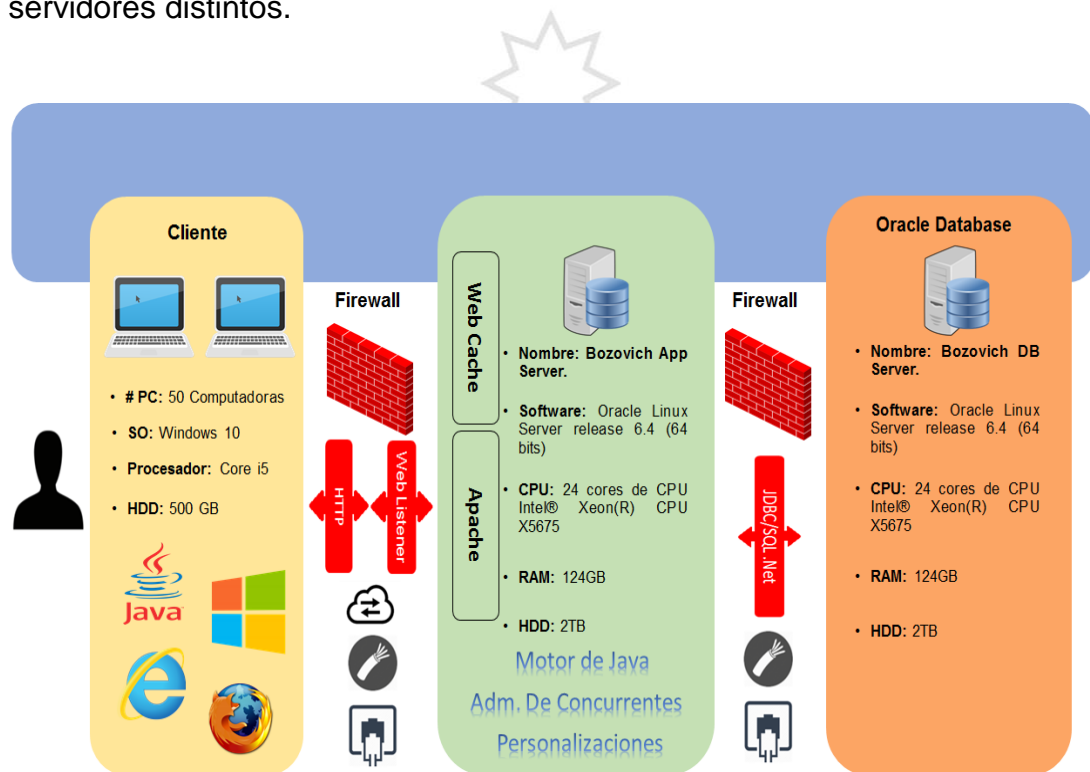 servidores distintos.
Cliente
# PC: 50 Computadoras
SO: Windows 10
Procesador: Core i5
HDD: 500 GB
Java
Firewall
HTTP
Web Listener
Web Cache
Apache
Nombre: Bozovich App
Server.
Software: Oracle Linux
Server release 6.4 (64
bits)
CPU: 24 cores de CPU
Intel® Xeon(R) CPU
X5675
RAM: 124GB
HDD: 2TB
Motor de Java
Adm. De Concurrentes
Personalizaciones
Firewall
JDBC/SQL .Net
Oracle Database
Nombre: Bozovich DB
Server.
Software: Oracle Linux
Server release 6.4 (64
bits)
CPU: 24 cores de CPU
Intel® Xeon(R) CPU
X5675
RAM: 124GB
HDD: 2TB